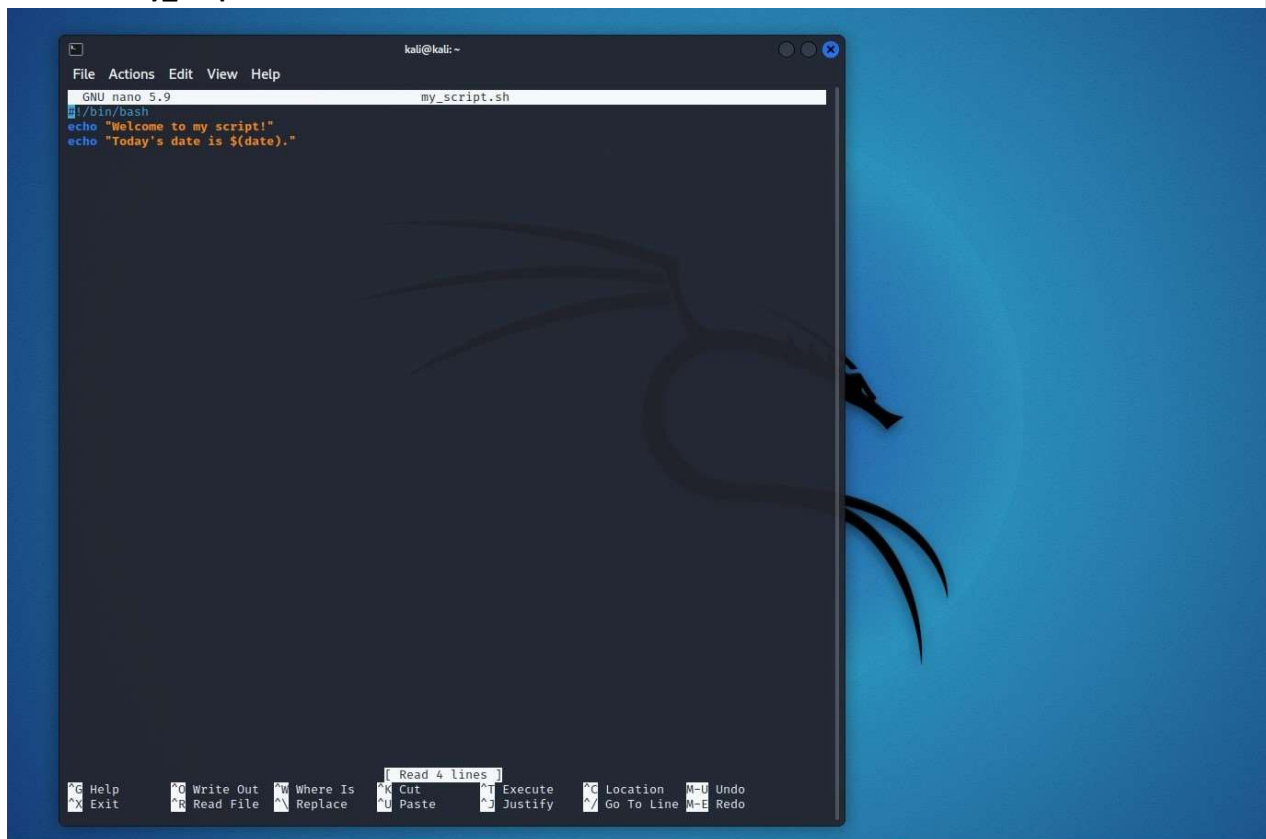 kali@kali: ~
File Actions Edit View Help
GNU nano 5.9 my_script.sh
#!/bin/bash
echo "Welcome to my script!"
echo "Today's date is $(date)."
[ Read 4 lines ]
^G Help ^O Write Out ^W Where Is ^K Cut ^T Execute ^C Location M-U Undo
^X Exit ^R Read File ^\ Replace ^U Paste ^J Justify ^/ Go To Line M-E Redo